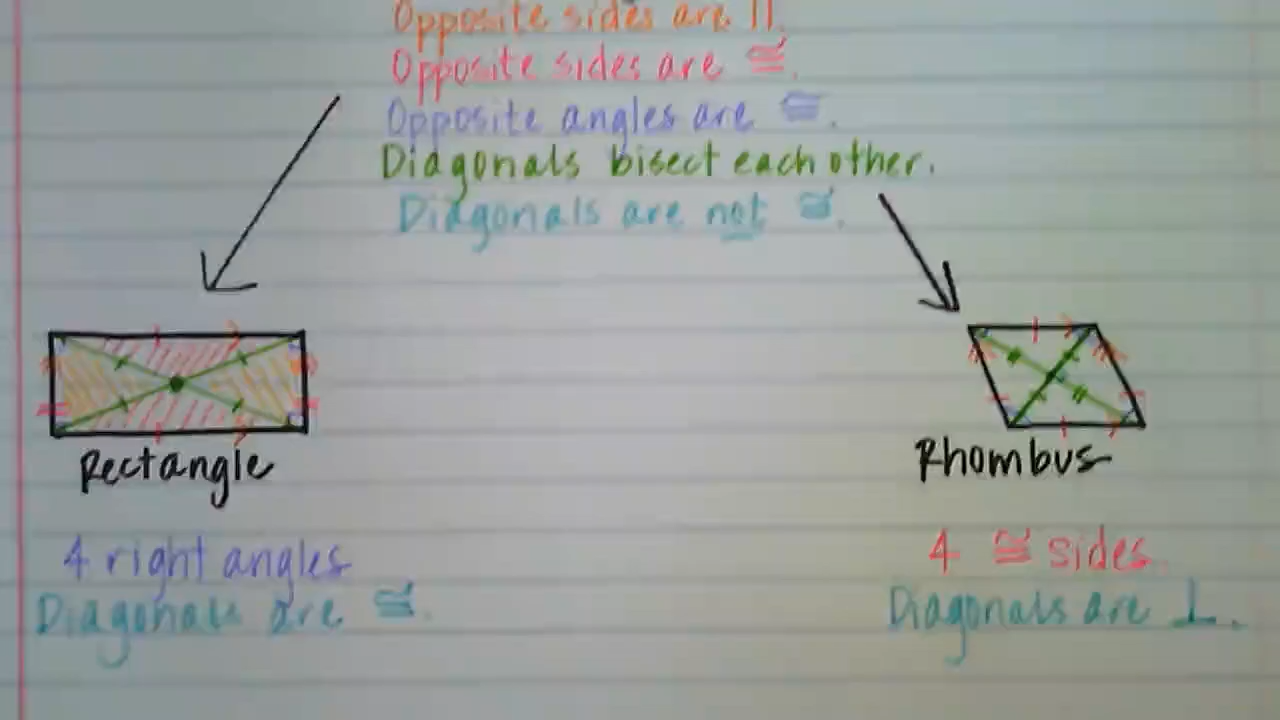 Opposite sides are ||.
Opposite sides are ≅.
Opposite angles are ≅.
Diagonals bisect each other.
Diagonals are not ≅.
Rectangle
Rhombus
4 right angles
Diagonals are ≅.
4 ≅ sides
Diagonals are ⊥.